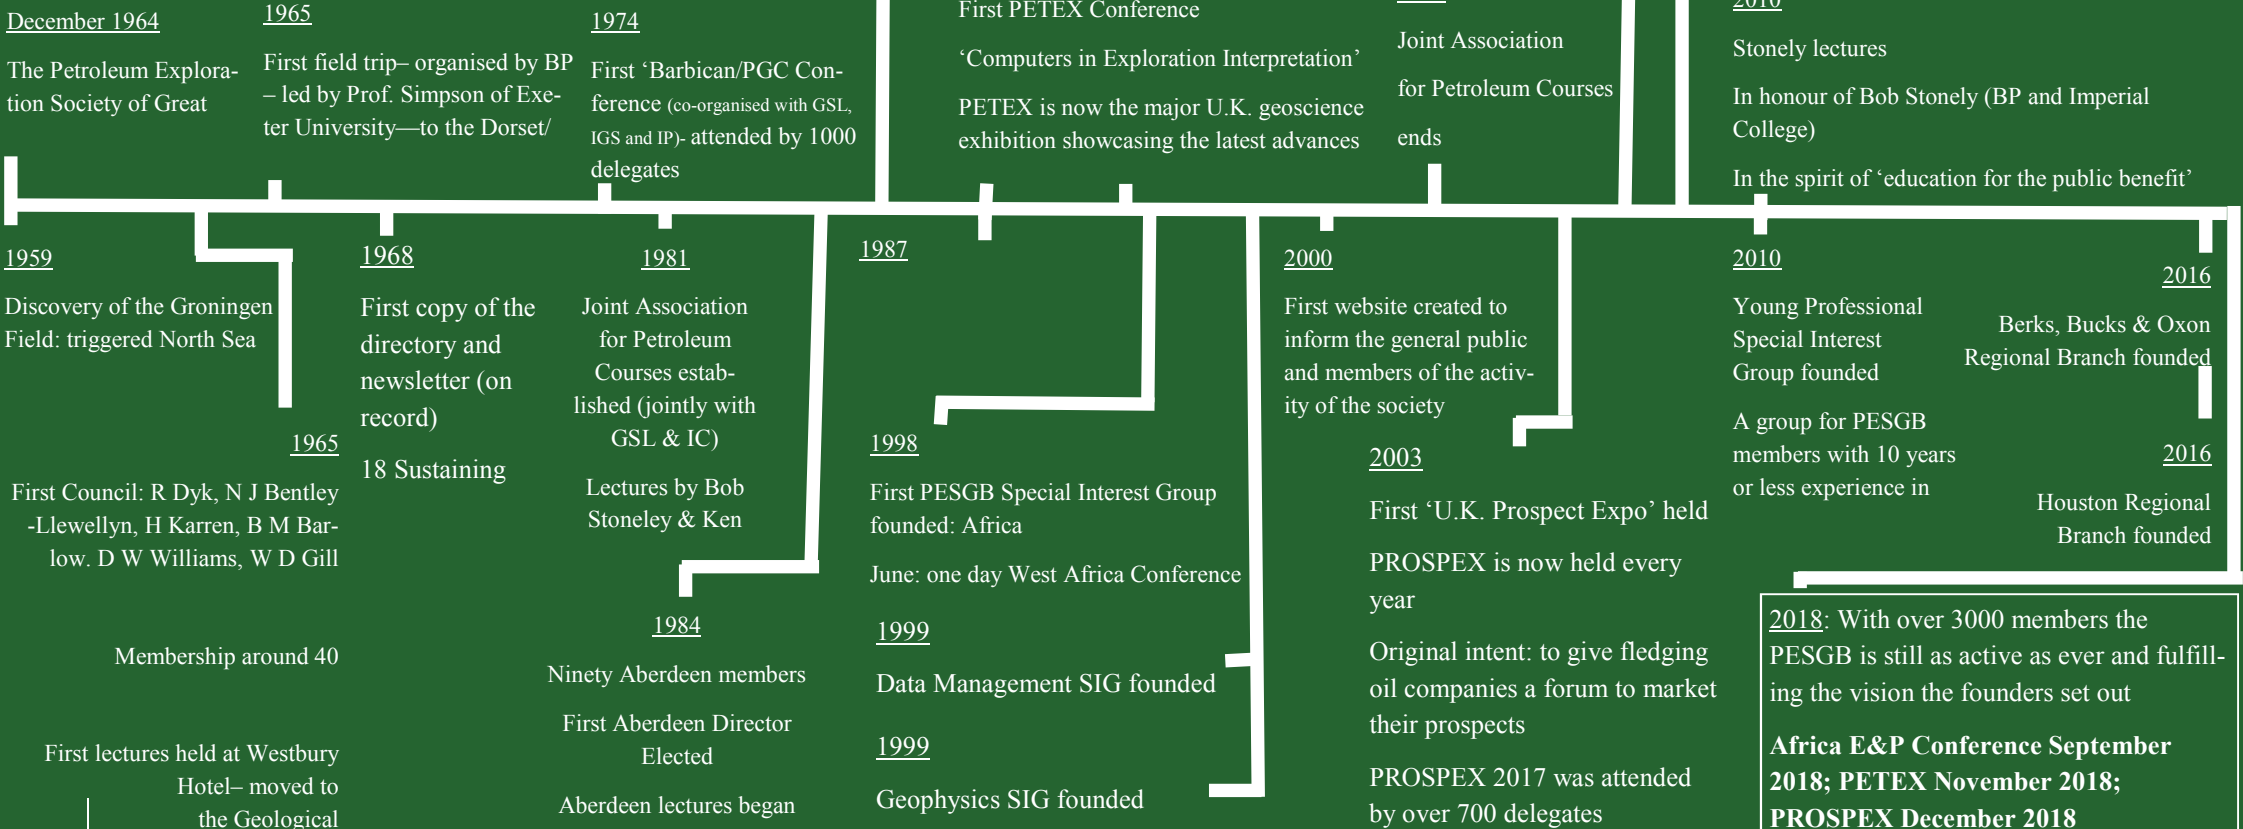 December 1964
The Petroleum Explora-
tion Society of Great
1965
First field trip– organised by BP
– led by Prof. Simpson of Exe-
ter University—to the Dorset/
1974
First ‘Barbican/PGC Con-
ference (co-organised with GSL,
IGS and IP)- attended by 1000
delegates
First PETEX Conference
‘Computers in Exploration Interpretation’
PETEX is now the major U.K. geoscience
exhibition showcasing the latest advances
Joint Association
for Petroleum Courses
ends
2010
Stonely lectures
In honour of Bob Stonely (BP and Imperial
College)
In the spirit of ‘education for the public benefit’
1959
Discovery of the Groningen
Field: triggered North Sea
1965
First Council: R Dyk, N J Bentley
-Llewellyn, H Karren, B M Bar-
low. D W Williams, W D Gill
Membership around 40
First lectures held at Westbury
Hotel– moved to
the Geological
1968
First copy of the
directory and
newsletter (on
record)
18 Sustaining
1981
Joint Association
for Petroleum
Courses estab-
lished (jointly with
GSL & IC)
Lectures by Bob
Stoneley & Ken
1984
Ninety Aberdeen members
First Aberdeen Director
Elected
Aberdeen lectures began
1987
1998
First PESGB Special Interest Group
founded: Africa
June: one day West Africa Conference
1999
Data Management SIG founded
1999
Geophysics SIG founded
2000
First website created to
inform the general public
and members of the activ-
ity of the society
2003
First ‘U.K. Prospect Expo’ held
PROSPEX is now held every
year
Original intent: to give fledging
oil companies a forum to market
their prospects
PROSPEX 2017 was attended
by over 700 delegates
2010
Young Professional
Special Interest
Group founded
A group for PESGB
members with 10 years
or less experience in
2016
Berks, Bucks & Oxon
Regional Branch founded
2016
Houston Regional
Branch founded
2018: With over 3000 members the
PESGB is still as active as ever and fulfill-
ing the vision the founders set out
Africa E&P Conference September
2018; PETEX November 2018;
PROSPEX December 2018